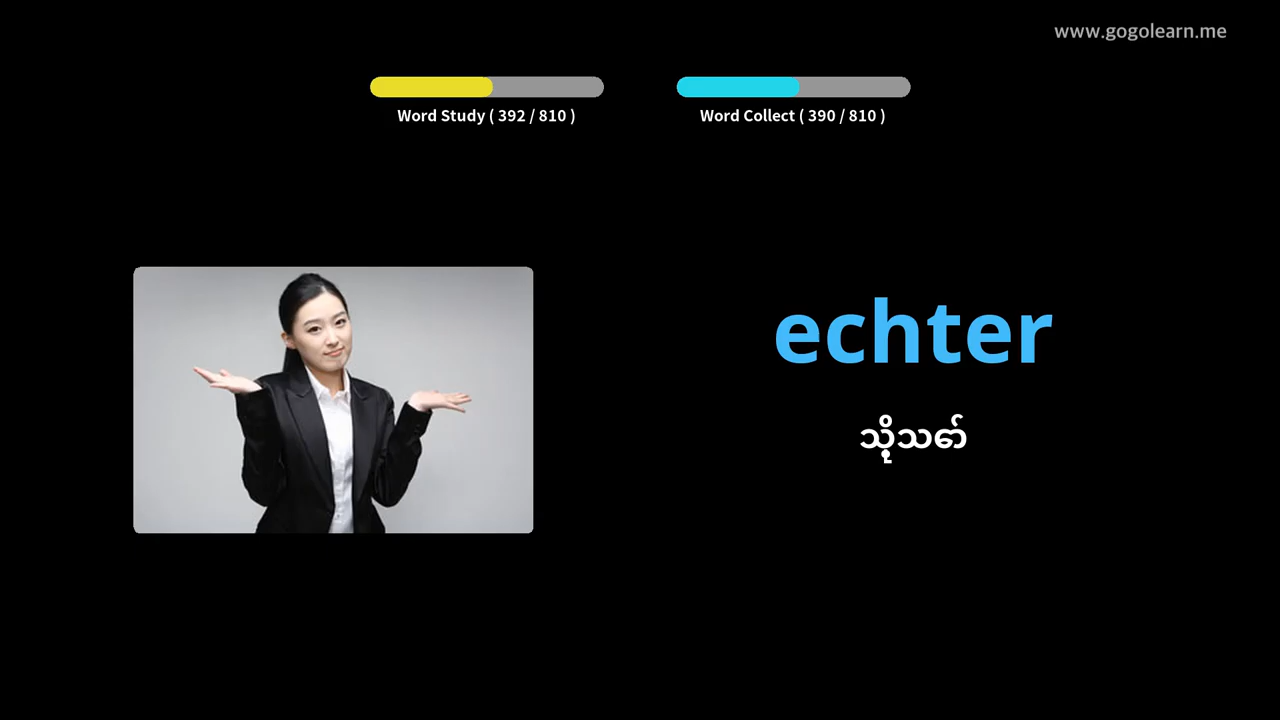 www.gogolearn.me
Word Study ( 392 / 810 )
Word Collect ( 390 / 810 )
echter
သို့သော်